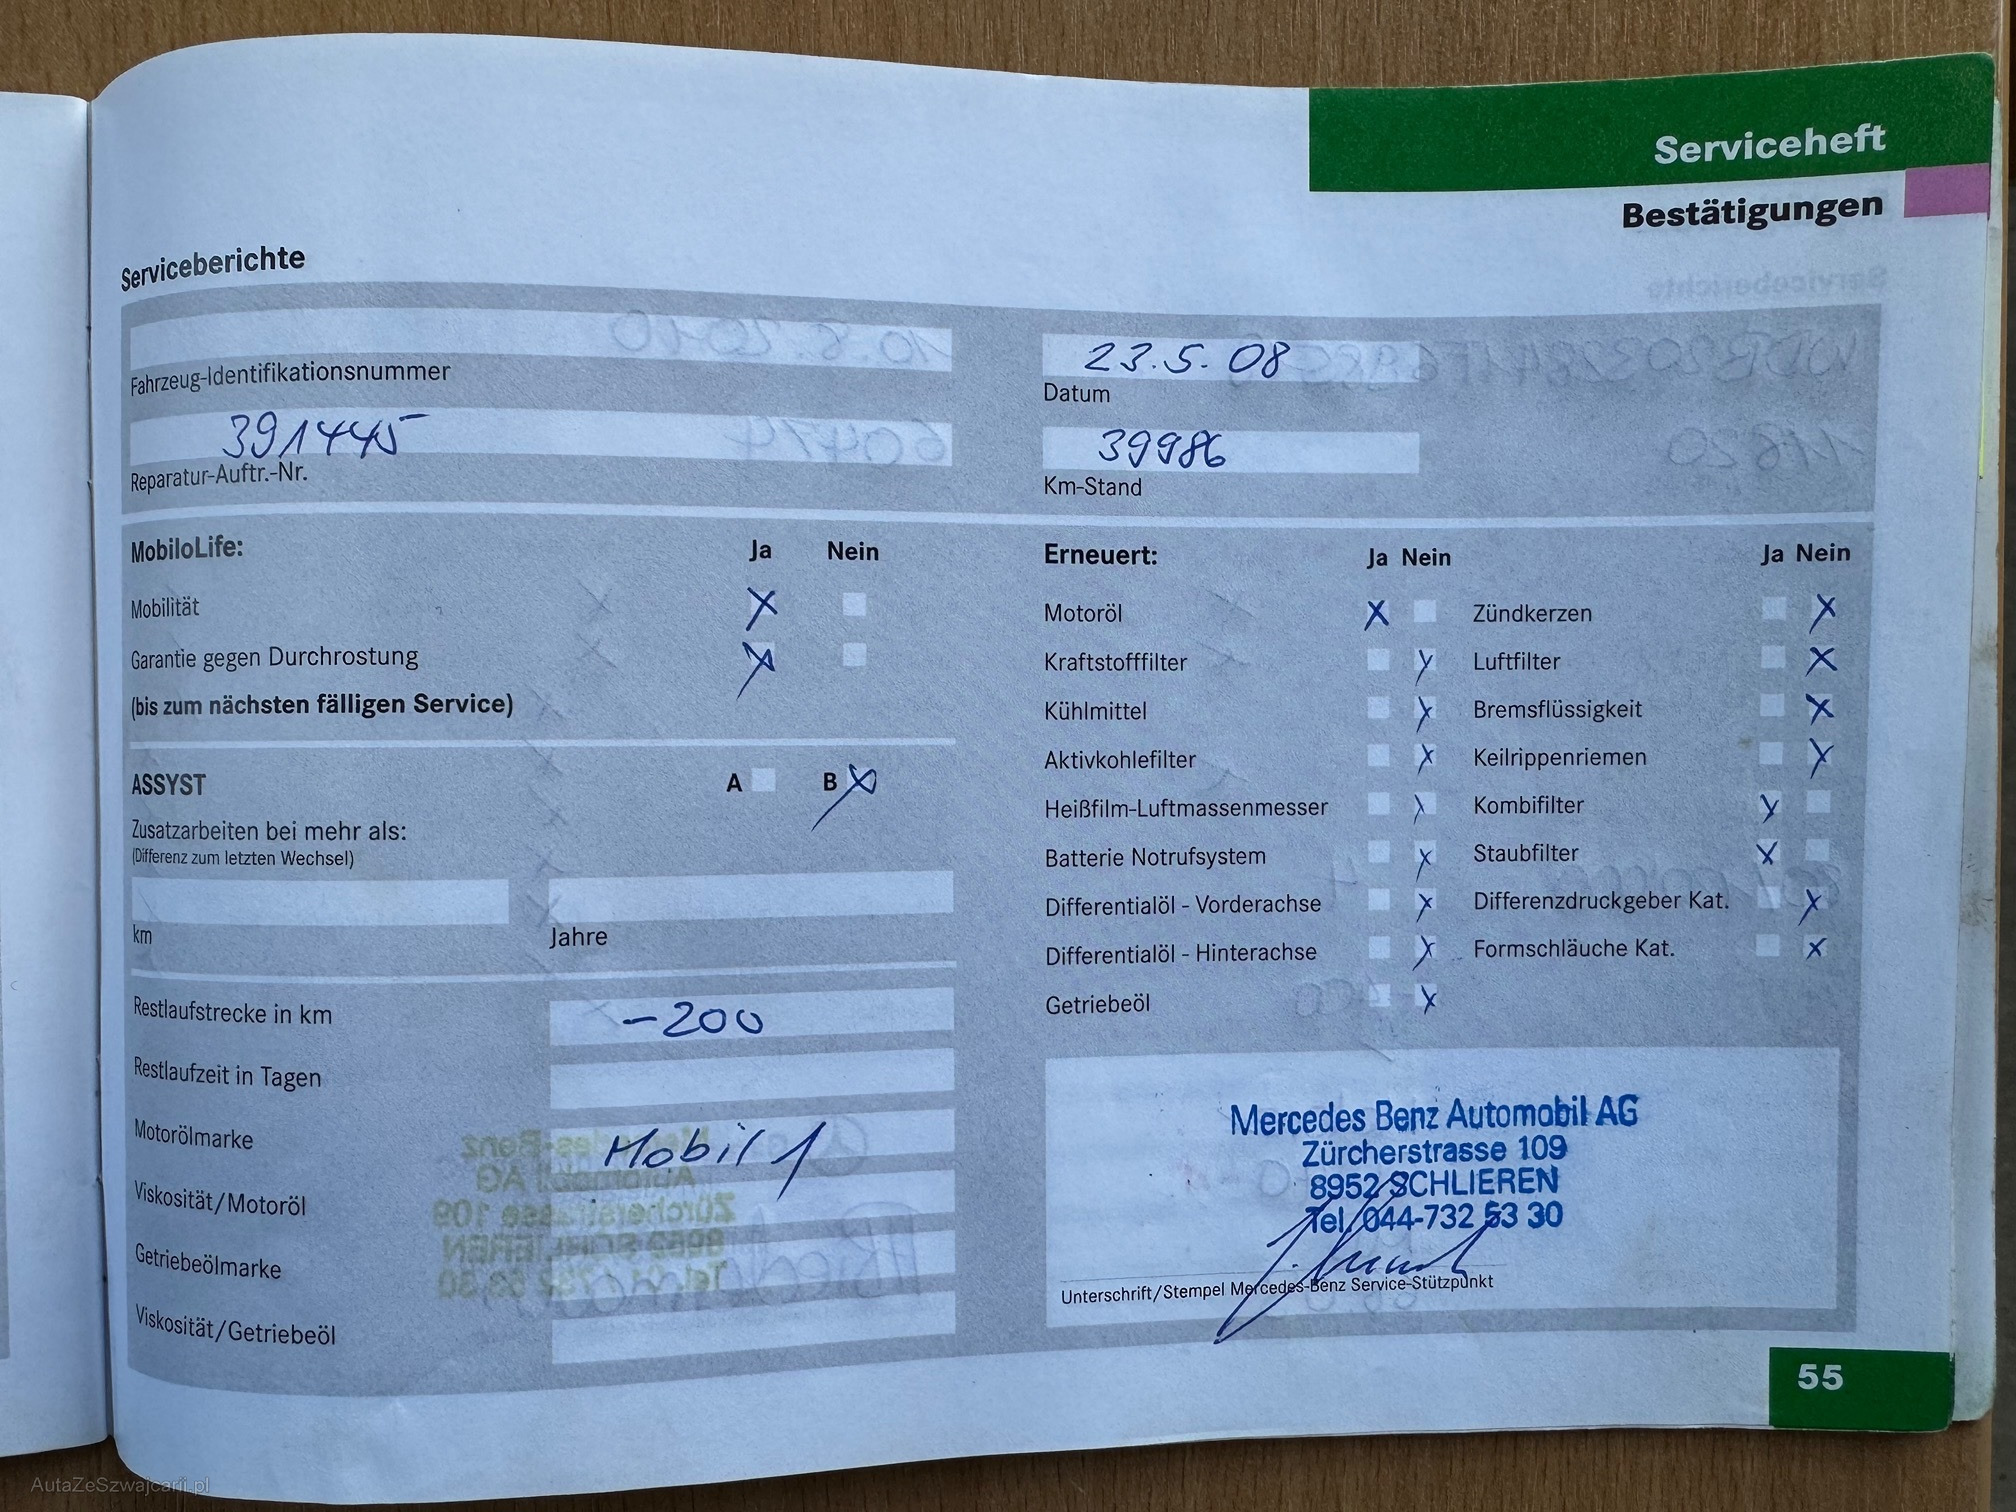 Serviceheft
Bestätigungen
Serviceberichte
Fahrzeug-Identifikationsnummer
23.5.08
Datum
391445
Reparatur-Auftr.-Nr.
39986
Km-Stand
MobiloLife: Ja Nein
Mobilität X
Garantie gegen Durchrostung X
(bis zum nächsten fälligen Service)
ASSYST A B X
Zusatzarbeiten bei mehr als:
(Differenz zum letzten Wechsel)
km Jahre
Restlaufstrecke in km -200
Restlaufzeit in Tagen
Motorölmarke Mobil 1
Viskosität/Motoröl
Getriebeölmarke
Viskosität/Getriebeöl
Erneuert: Ja Nein Ja Nein
Motoröl X Zündkerzen X
Kraftstofffilter X Luftfilter X
Kühlmittel X Bremsflüssigkeit X
Aktivkohlefilter X Keilrippenriemen X
Heißfilm-Luftmassenmesser X Kombifilter X
Batterie Notrufsystem X Staubfilter X
Differentialöl - Vorderachse X Differenzdruckgeber Kat. X
Differentialöl - Hinterachse X Formschläuche Kat. X
Getriebeöl X
Mercedes Benz Automobil AG
Zürcherstrasse 109
8952 SCHLIEREN
Tel. 044-732 53 30
Unterschrift/Stempel Mercedes-Benz Service-Stützpunkt
55
AutaZeSzwajcarii.pl